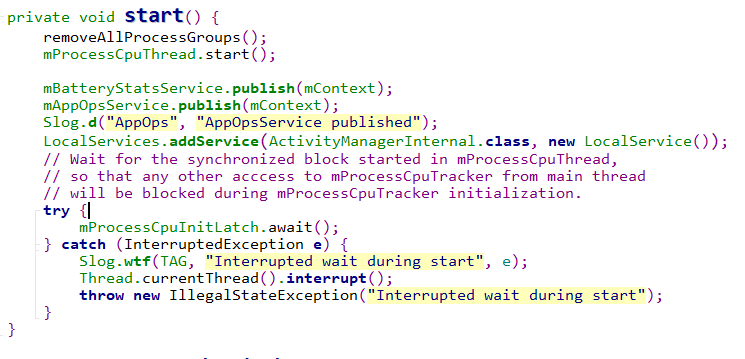 private void start() {
    removeAllProcessGroups();
    mProcessCpuThread.start();

    mBatteryStatsService.publish(mContext);
    mAppOpsService.publish(mContext);
    Slog.d("AppOps", "AppOpsService published");
    LocalServices.addService(ActivityManagerInternal.class, new LocalService());
    // Wait for the synchronized block started in mProcessCpuThread,
    // so that any other acccess to mProcessCpuTracker from main thread
    // will be blocked during mProcessCpuTracker initialization.
    try {
        mProcessCpuInitLatch.await();
    } catch (InterruptedException e) {
        Slog.wtf(TAG, "Interrupted wait during start", e);
        Thread.currentThread().interrupt();
        throw new IllegalStateException("Interrupted wait during start");
    }
}